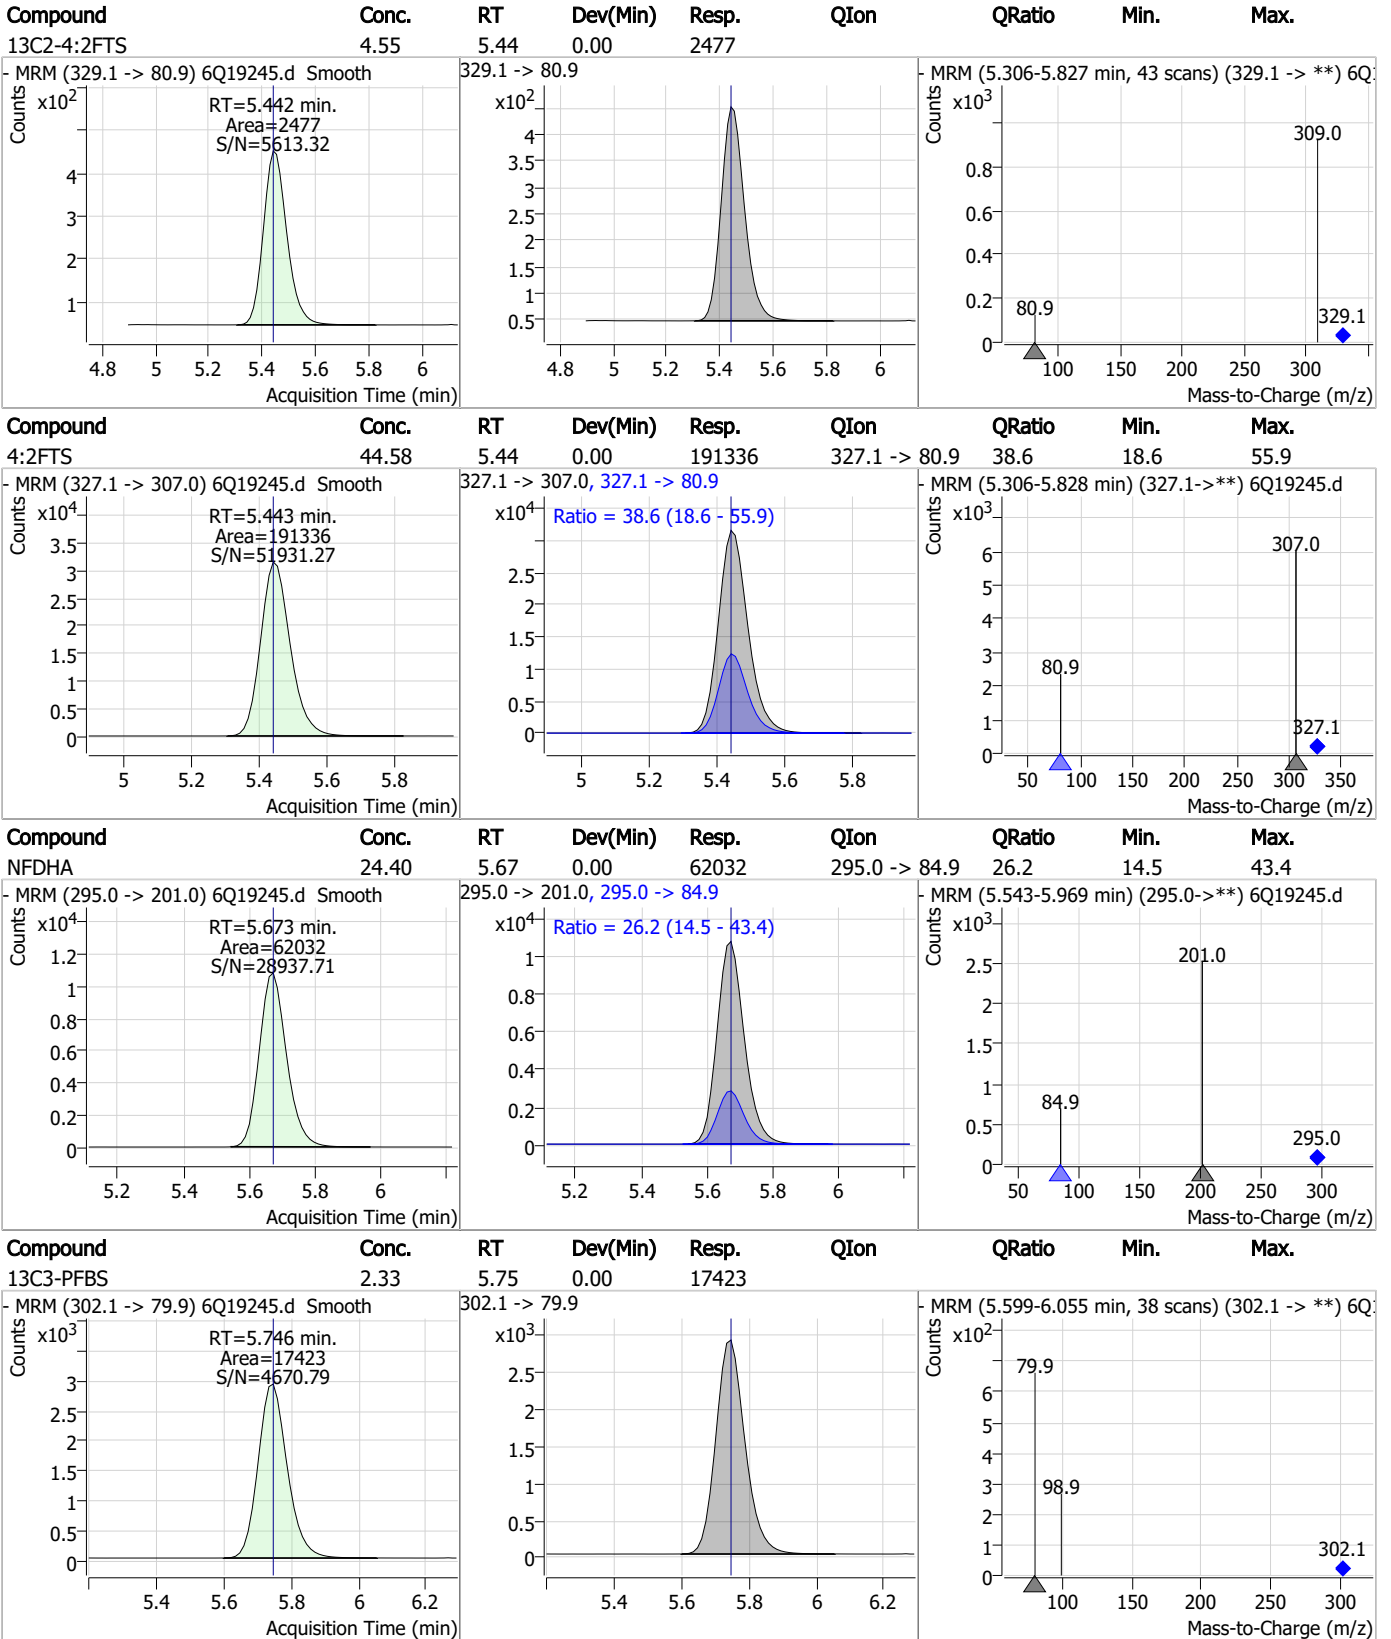 Compound Conc. RT Dev(Min) Resp. QIon QRatio Min. Max.
13C2-4:2FTS 4.55 5.44 0.00 2477
- MRM (329.1 -> 80.9) 6Q19245.d Smooth
329.1 -> 80.9
- MRM (5.306-5.827 min, 43 scans) (329.1 -> **) 6Q1
Counts
x10²
RT=5.442 min.
Area=2477
S/N=5613.32
4
3
2
1
4.8 5 5.2 5.4 5.6 5.8 6
Acquisition Time (min)
x10²
4
3.5
3
2.5
2
1.5
1
0.5
4.8 5 5.2 5.4 5.6 5.8 6
Counts
x10³
309.0
0.8
0.6
0.4
0.2
0
80.9
329.1
100 150 200 250 300
Mass-to-Charge (m/z)
Compound Conc. RT Dev(Min) Resp. QIon QRatio Min. Max.
4:2FTS 44.58 5.44 0.00 191336 327.1 -> 80.9 38.6 18.6 55.9
- MRM (327.1 -> 307.0) 6Q19245.d Smooth
327.1 -> 307.0, 327.1 -> 80.9
- MRM (5.306-5.828 min) (327.1->**) 6Q19245.d
Counts
x10⁴
RT=5.443 min.
Area=191336
S/N=51931.27
3.5
3
2.5
2
1.5
1
0.5
0
5 5.2 5.4 5.6 5.8
Acquisition Time (min)
x10⁴
Ratio = 38.6 (18.6 - 55.9)
2.5
2
1.5
1
0.5
0
5 5.2 5.4 5.6 5.8
Counts
x10³
307.0
6
5
4
3
2
1
0
80.9
327.1
50 100 150 200 250 300 350
Mass-to-Charge (m/z)
Compound Conc. RT Dev(Min) Resp. QIon QRatio Min. Max.
NFDHA 24.40 5.67 0.00 62032 295.0 -> 84.9 26.2 14.5 43.4
- MRM (295.0 -> 201.0) 6Q19245.d Smooth
295.0 -> 201.0, 295.0 -> 84.9
- MRM (5.543-5.969 min) (295.0->**) 6Q19245.d
Counts
x10⁴
RT=5.673 min.
Area=62032
S/N=28937.71
1.2
1
0.8
0.6
0.4
0.2
0
5.2 5.4 5.6 5.8 6
Acquisition Time (min)
x10⁴
Ratio = 26.2 (14.5 - 43.4)
1
0.8
0.6
0.4
0.2
0
5.2 5.4 5.6 5.8 6
Counts
x10³
201.0
2.5
2
1.5
1
0.5
0
84.9
295.0
50 100 150 200 250 300
Mass-to-Charge (m/z)
Compound Conc. RT Dev(Min) Resp. QIon QRatio Min. Max.
13C3-PFBS 2.33 5.75 0.00 17423
- MRM (302.1 -> 79.9) 6Q19245.d Smooth
302.1 -> 79.9
- MRM (5.599-6.055 min, 38 scans) (302.1 -> **) 6Q1
Counts
x10³
RT=5.746 min.
Area=17423
S/N=4670.79
3
2.5
2
1.5
1
0.5
0
5.4 5.6 5.8 6 6.2
Acquisition Time (min)
x10³
2.5
2
1.5
1
0.5
0
5.4 5.6 5.8 6 6.2
Counts
x10²
79.9
6
5
4
3
2
1
0
98.9
302.1
100 150 200 250 300
Mass-to-Charge (m/z)